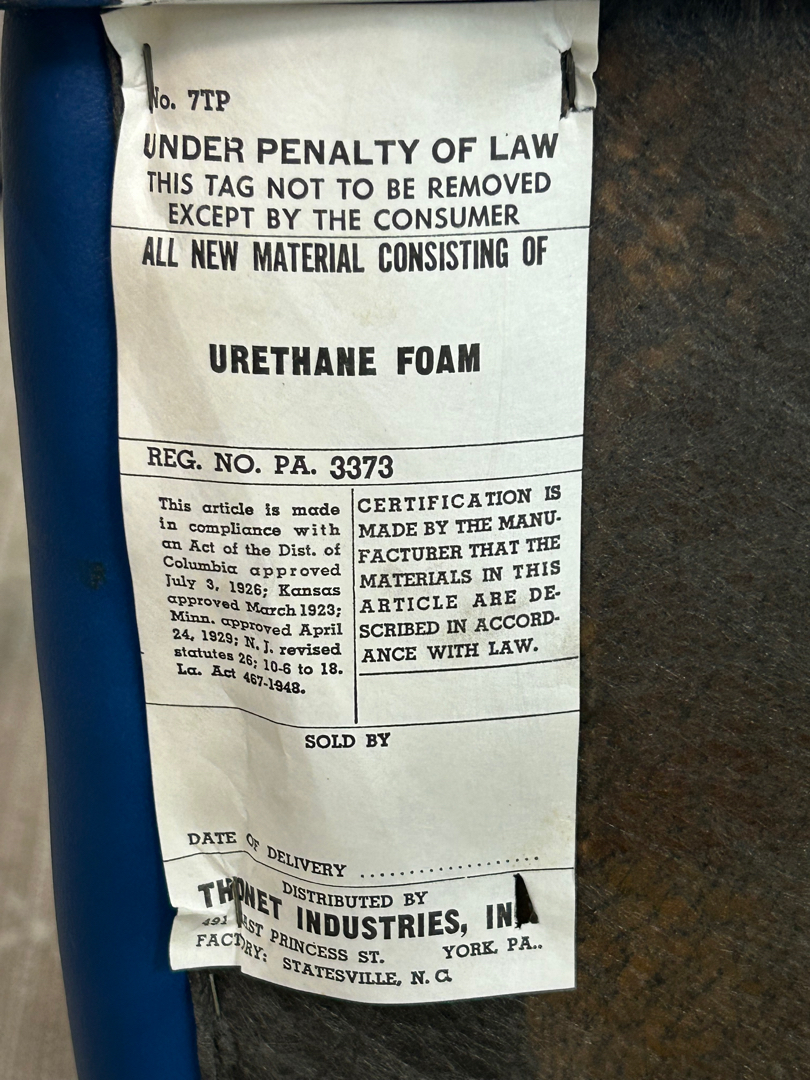 No. 7TP
UNDER PENALTY OF LAW
THIS TAG NOT TO BE REMOVED
EXCEPT BY THE CONSUMER
ALL NEW MATERIAL CONSISTING OF
URETHANE FOAM
REG. NO. PA. 3373
This article is made
in compliance with
an Act of the Dist. of
Columbia approved
July 3, 1926; Kansas
approved March 1923;
Minn. approved April
24, 1929; N. J. revised
statutes 26; 10-6 to 18.
La. Act 467-1948.
CERTIFICATION IS
MADE BY THE MANU-
FACTURER THAT THE
MATERIALS IN THIS
ARTICLE ARE DE-
SCRIBED IN ACCORD-
ANCE WITH LAW.
SOLD BY
DATE OF DELIVERY ........................
DISTRIBUTED BY
THONET INDUSTRIES, INC.
491 EAST PRINCESS ST. YORK, PA..
FACTORY: STATESVILLE, N. C.